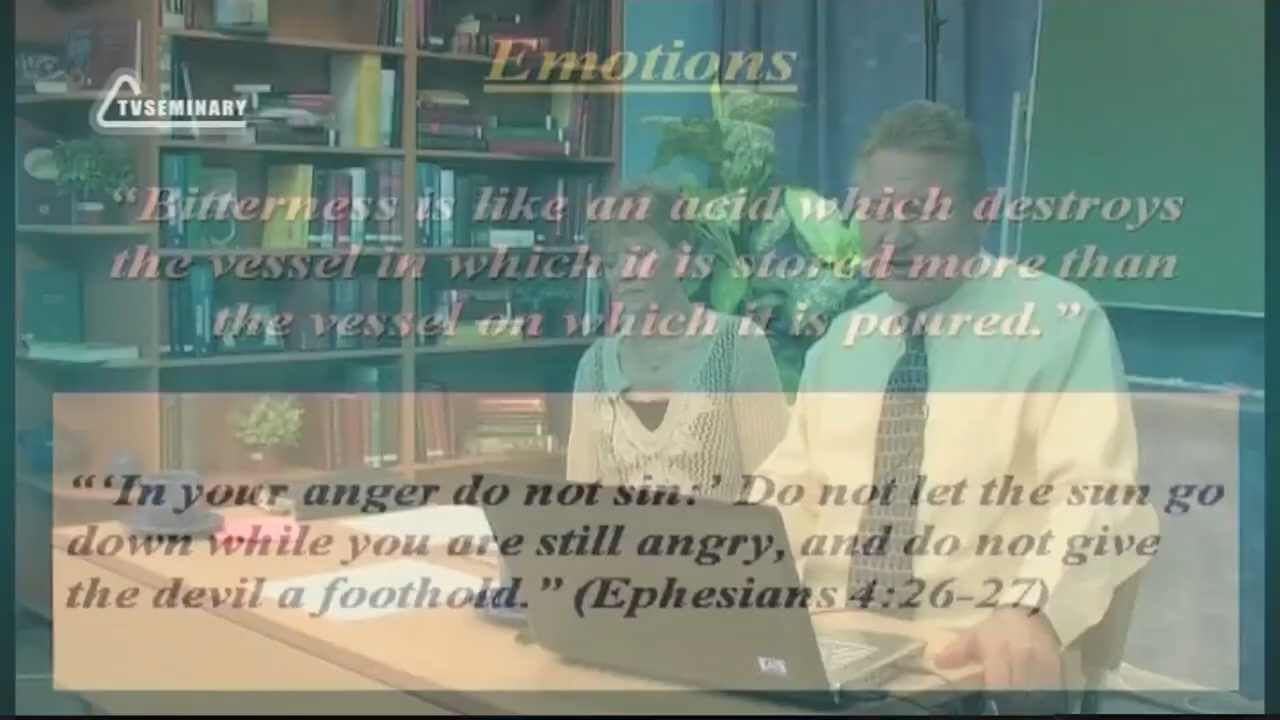 Emotions
TVSEMINARY
“Bitterness is like an acid which destroys
the vessel in which it is stored more than
the vessel on which it is poured.”
“‘In your anger do not sin:’ Do not let the sun go
down while you are still angry, and do not give
the devil a foothold.” (Ephesians 4:26-27)